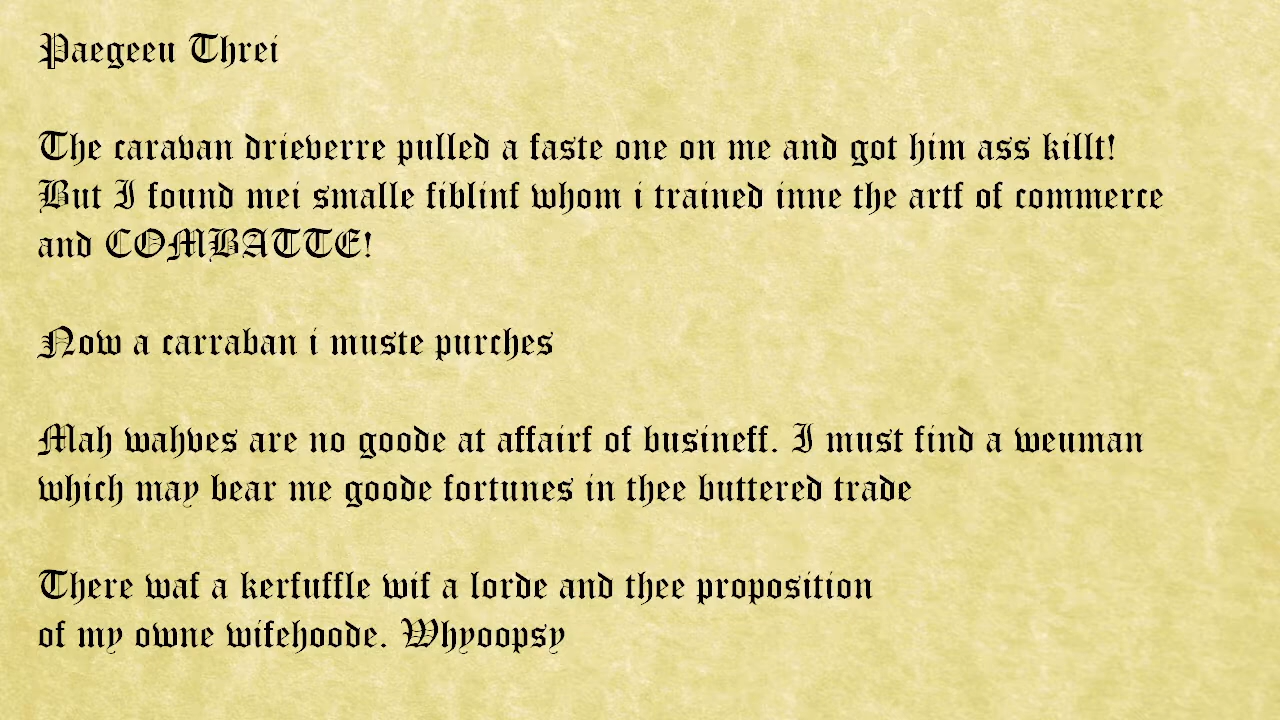 Paegeeu Threi
The caravan drieverre pulled a faste one on me and got him ass killt!
But I found mei smalle fiblinf whom i trained inne the artf of commerce
and COMBATTE!
Now a carraban i muste purches
Mah wahves are no goode at affairf of busineff. I must find a weuman
which may bear me goode fortunes in thee buttered trade
There waf a kerfuffle wif a lorde and thee proposition
of my owne wifehoode. Whyoopsy